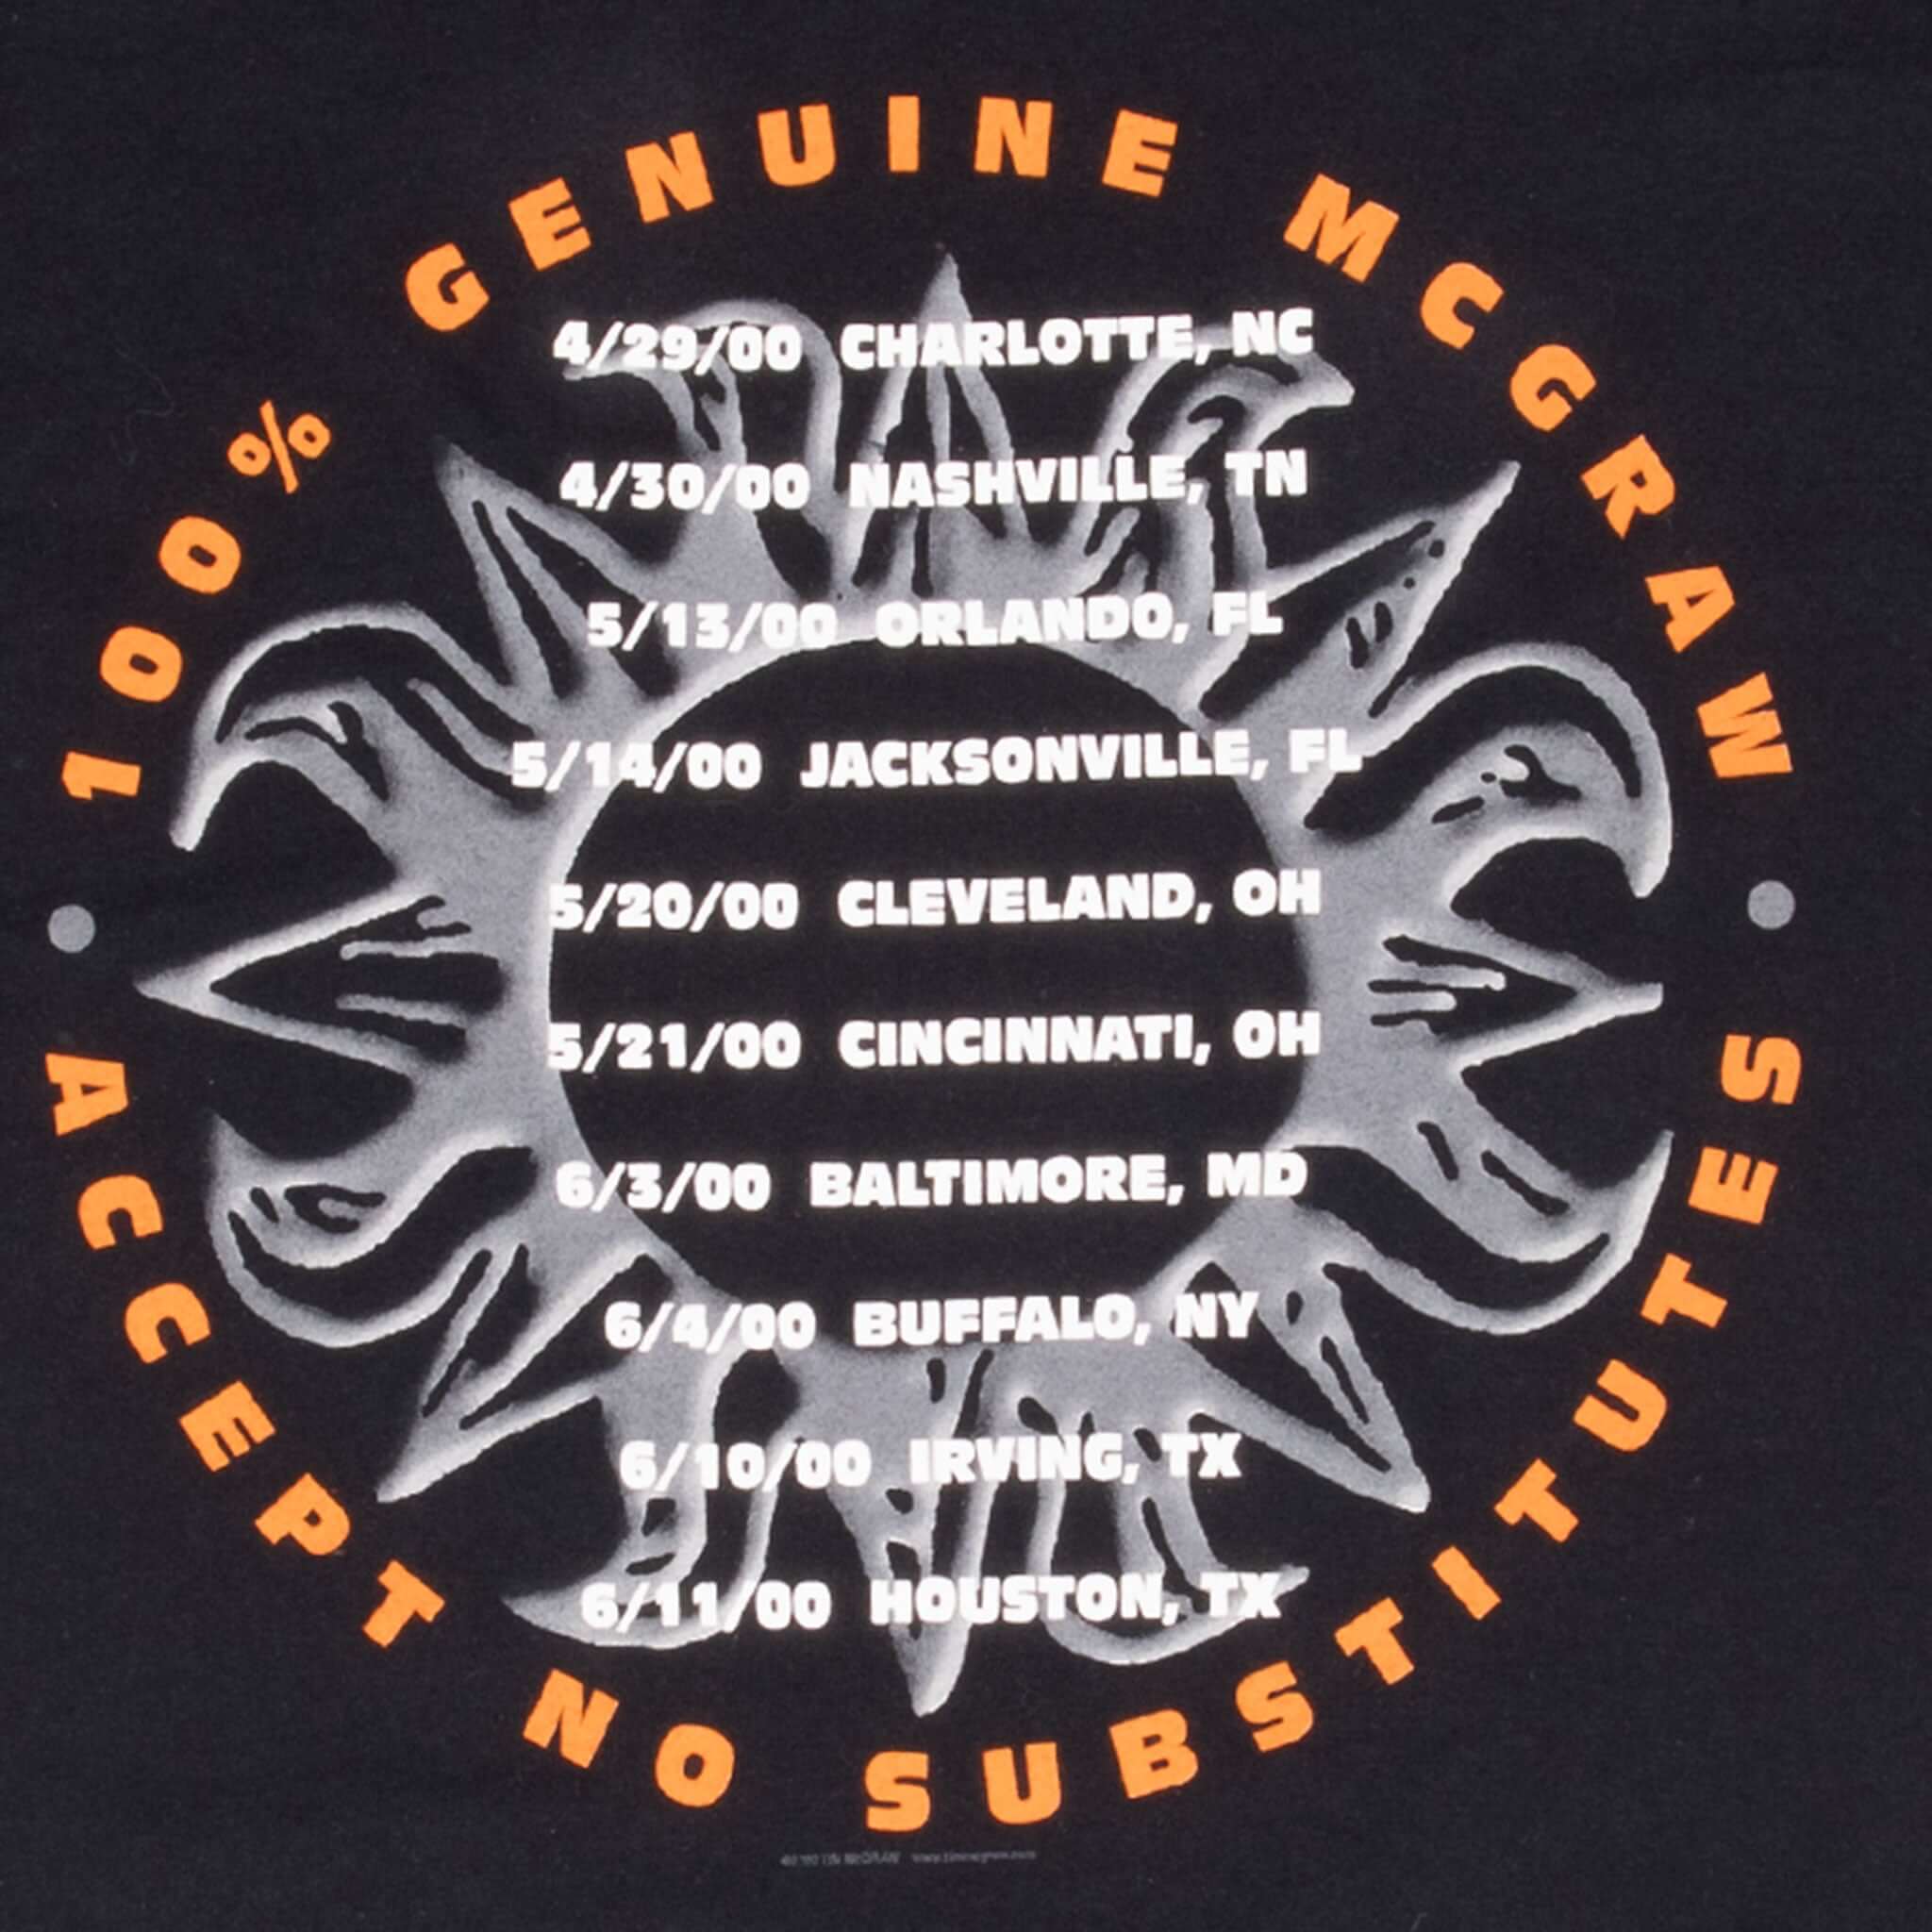 100% GENUINE MCGRAW
4/29/00 CHARLOTTE, NC
4/30/00 NASHVILLE, TN
5/13/00 ORLANDO, FL
5/14/00 JACKSONVILLE, FL
5/20/00 CLEVELAND, OH
5/21/00 CINCINNATI, OH
6/3/00 BALTIMORE, MD
6/4/00 BUFFALO, NY
6/10/00 IRVING, TX
6/11/00 HOUSTON, TX
ACCEPT NO SUBSTITUTES